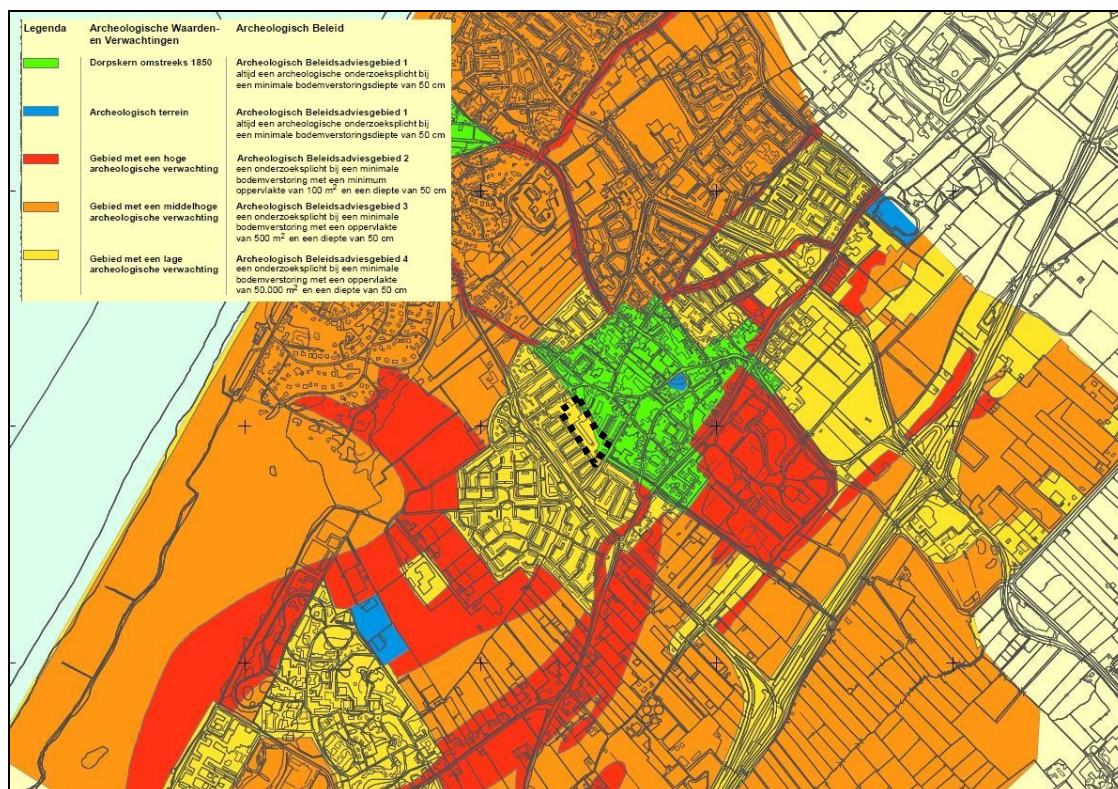 Legenda
Archeologische Waarden-
en Verwachtingen
Archeologisch Beleid
Dorpskern omstreeks 1850
Archeologisch Beleidsadviesgebied 1
altijd een archeologische onderzoeksplicht bij
een minimale bodemverstoringsdiepte van 50 cm
Archeologisch terrein
Archeologisch Beleidsadviesgebied 1
altijd een archeologische onderzoeksplicht bij
een minimale bodemverstoringsdiepte van 50 cm
Gebied met een hoge
archeologische verwachting
Archeologisch Beleidsadviesgebied 2
een onderzoeksplicht bij een minimale
bodemverstoring met een minimum
oppervlakte van 100 m² en een diepte van 50 cm
Gebied met een middelhoge
archeologische verwachting
Archeologisch Beleidsadviesgebied 3
een onderzoeksplicht bij een minimale
bodemverstoring met een oppervlakte
van 500 m² en een diepte van 50 cm
Gebied met een lage
archeologische verwachting
Archeologisch Beleidsadviesgebied 4
een onderzoeksplicht bij een minimale
bodemverstoring met een oppervlakte
van 50.000 m² en een diepte van 50 cm